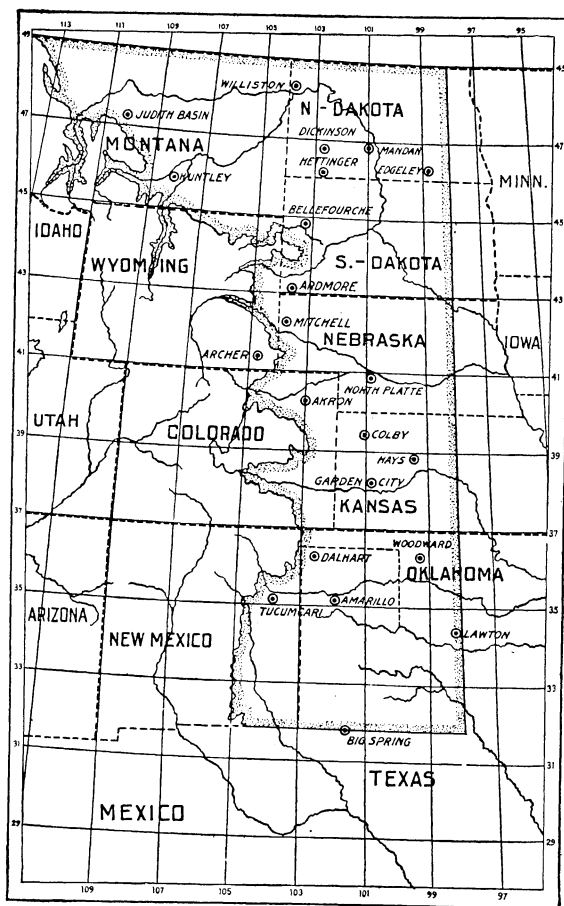 113 111 109 107 105 103 101 99 97 95
49
49
WILLISTON
N-DAKOTA
JUDITH BASIN
47
47
DICKINSON
MANDAN
MONTANA
HETTINGER
EDGELEY
HUNTLEY
MINN.
45
45
BELLEFOURCHE
IDAHO
WYOMING
S.-DAKOTA
43
43
ARDMORE
MITCHELL
NEBRASKA
IOWA
ARCHER
41
41
NORTH PLATTE
AKRON
UTAH
COLORADO
COLBY
39
39
HAYS
GARDEN CITY
KANSAS
37
37
WOODWARD
DALHART
OKLAHOMA
35
35
TUCUMCARI
AMARILLO
ARIZONA
LAWTON
NEW MEXICO
33
33
BIG SPRING
31
31
TEXAS
MEXICO
29
29
109 107 105 103 101 99 97